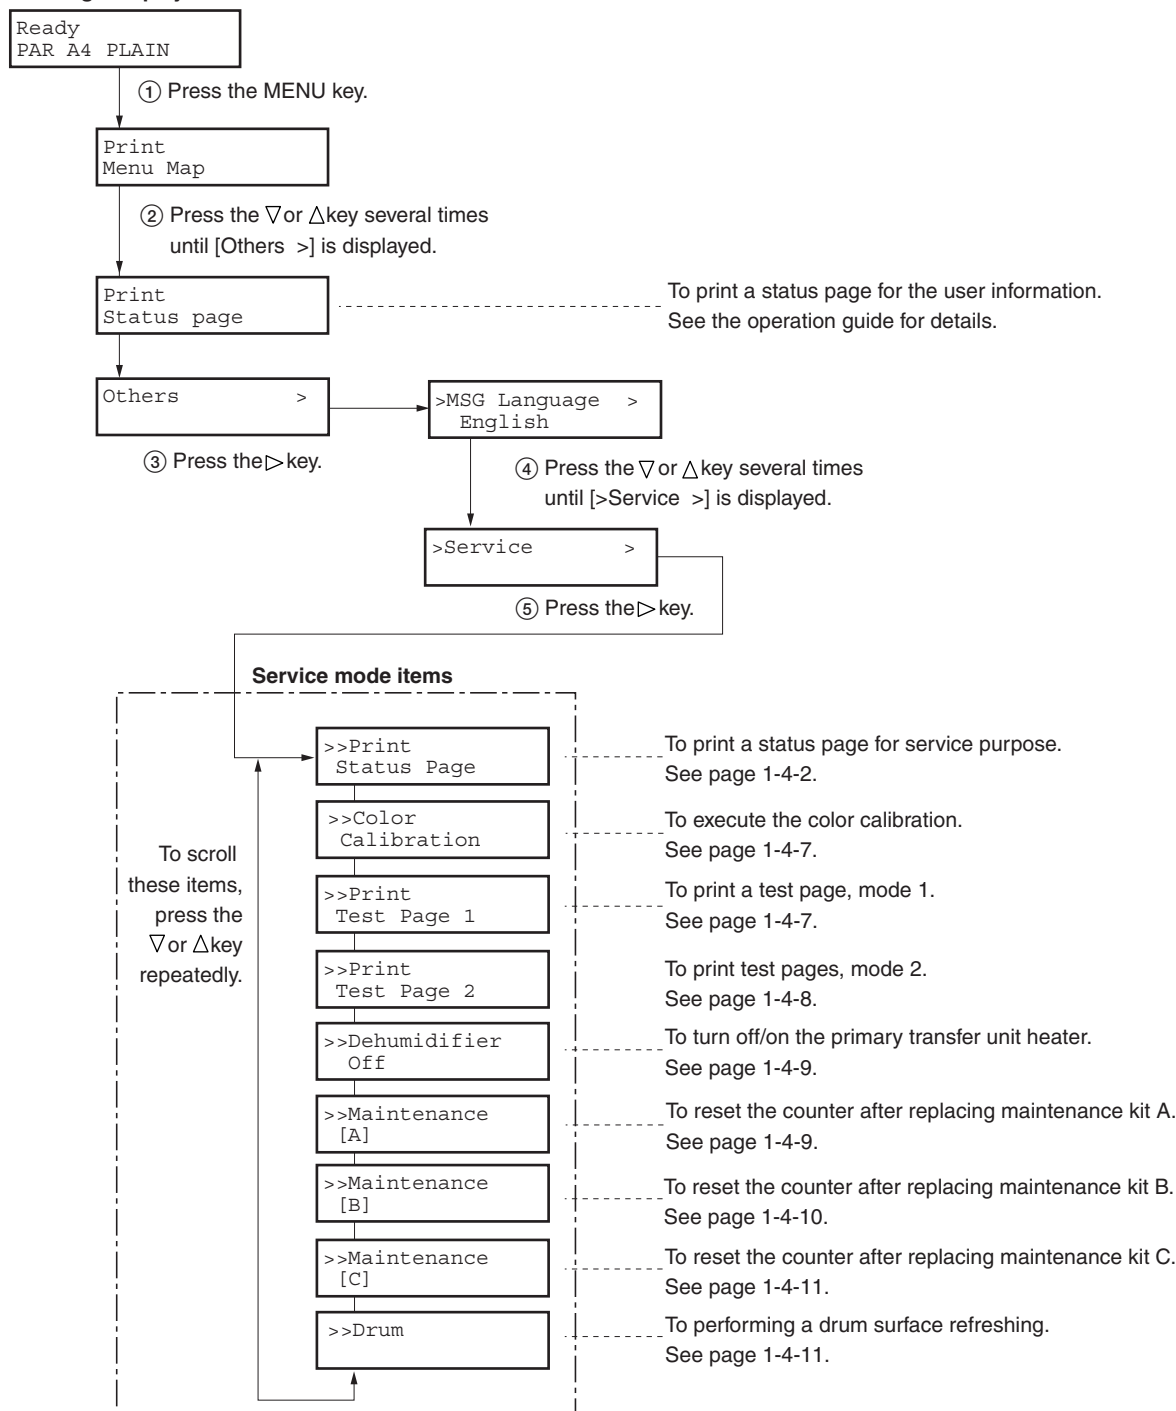 Ready
PAR A4 PLAIN
① Press the MENU key.
Print
Menu Map
② Press the ▽ or △ key several times
until [Others >] is displayed.
Print
Status page
To print a status page for the user information.
See the operation guide for details.
Others >
>MSG Language >
English
③ Press the ▷ key.
④ Press the ▽ or △ key several times
until [>Service >] is displayed.
>Service >
⑤ Press the ▷ key.
Service mode items
>>Print
Status Page
To print a status page for service purpose.
See page 1-4-2.
>>Color
Calibration
To execute the color calibration.
See page 1-4-7.
To scroll
these items,
press the
▽ or △ key
repeatedly.
>>Print
Test Page 1
To print a test page, mode 1.
See page 1-4-7.
>>Print
Test Page 2
To print test pages, mode 2.
See page 1-4-8.
>>Dehumidifier
Off
To turn off/on the primary transfer unit heater.
See page 1-4-9.
>>Maintenance
[A]
To reset the counter after replacing maintenance kit A.
See page 1-4-9.
>>Maintenance
[B]
To reset the counter after replacing maintenance kit B.
See page 1-4-10.
>>Maintenance
[C]
To reset the counter after replacing maintenance kit C.
See page 1-4-11.
>>Drum
To performing a drum surface refreshing.
See page 1-4-11.